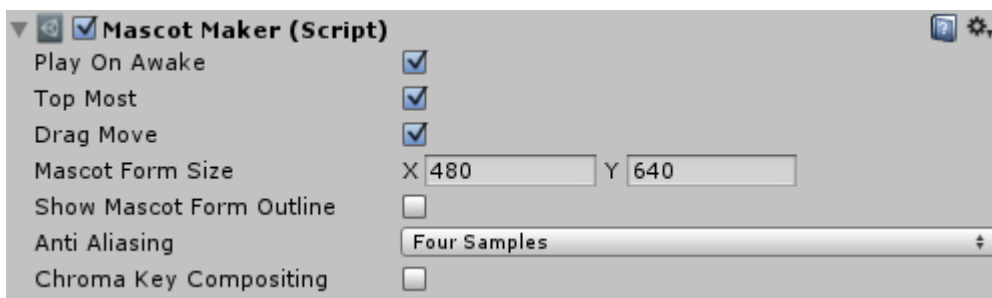 Mascot Maker (Script)
Play On Awake
Top Most
Drag Move
Mascot Form Size X 480 Y 640
Show Mascot Form Outline
Anti Aliasing Four Samples
Chroma Key Compositing